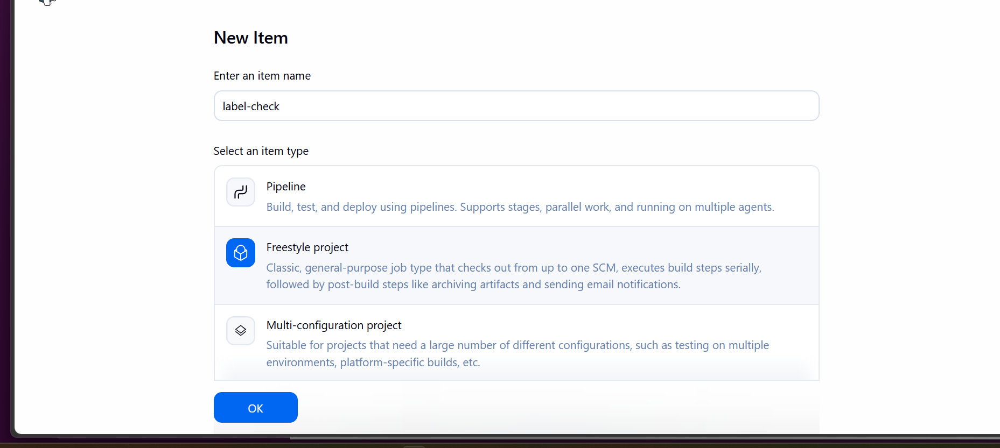 New Item
Enter an item name
label-check
Select an item type
Pipeline
Build, test, and deploy using pipelines. Supports stages, parallel work, and running on multiple agents.
Freestyle project
Classic, general-purpose job type that checks out from up to one SCM, executes build steps serially,
followed by post-build steps like archiving artifacts and sending email notifications.
Multi-configuration project
Suitable for projects that need a large number of different configurations, such as testing on multiple
environments, platform-specific builds, etc.
OK